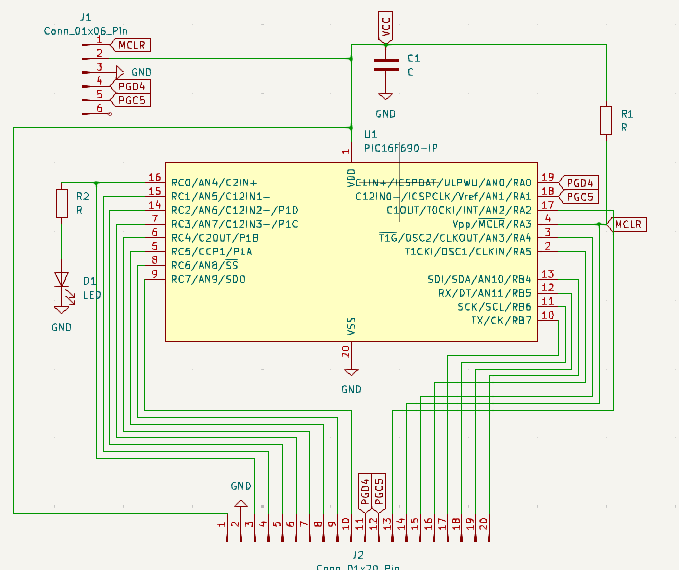 J1
Conn_01x06_Pin
1 MCLR
2
3 GND
4 PGD4
5 PGC5
6
VCC
C1
C
GND
R1
R
U1
PIC16F690-IP
1
VDD
16 RC0/AN4/C2IN+
15 RC1/AN5/C12IN1-
14 RC2/AN6/C12IN2-/P1D
7 RC3/AN7/C12IN3-/P1C
6 RC4/C2OUT/P1B
5 RC5/CCP1/P1A
8 RC6/AN8/SS
9 RC7/AN9/SDO
C1IN+/ICSPDAT/ULPWU/AN0/RA0 19 PGD4
C12IN0-/ICSPCLK/Vref/AN1/RA1 18 PGC5
C1OUT/T0CKI/INT/AN2/RA2 17
Vpp/MCLR/RA3 4 MCLR
T1G/OSC2/CLKOUT/AN3/RA4 3
T1CKI/OSC1/CLKIN/RA5 2
SDI/SDA/AN10/RB4 13
RX/DT/AN11/RB5 12
SCK/SCL/RB6 11
TX/CK/RB7 10
VSS
20
GND
R2
R
D1
LED
GND
GND
PGD4
PGC5
1 2 3 4 5 6 7 8 9 10 11 12 13 14 15 16 17 18 19 20
J2
Conn_01x20_Pin